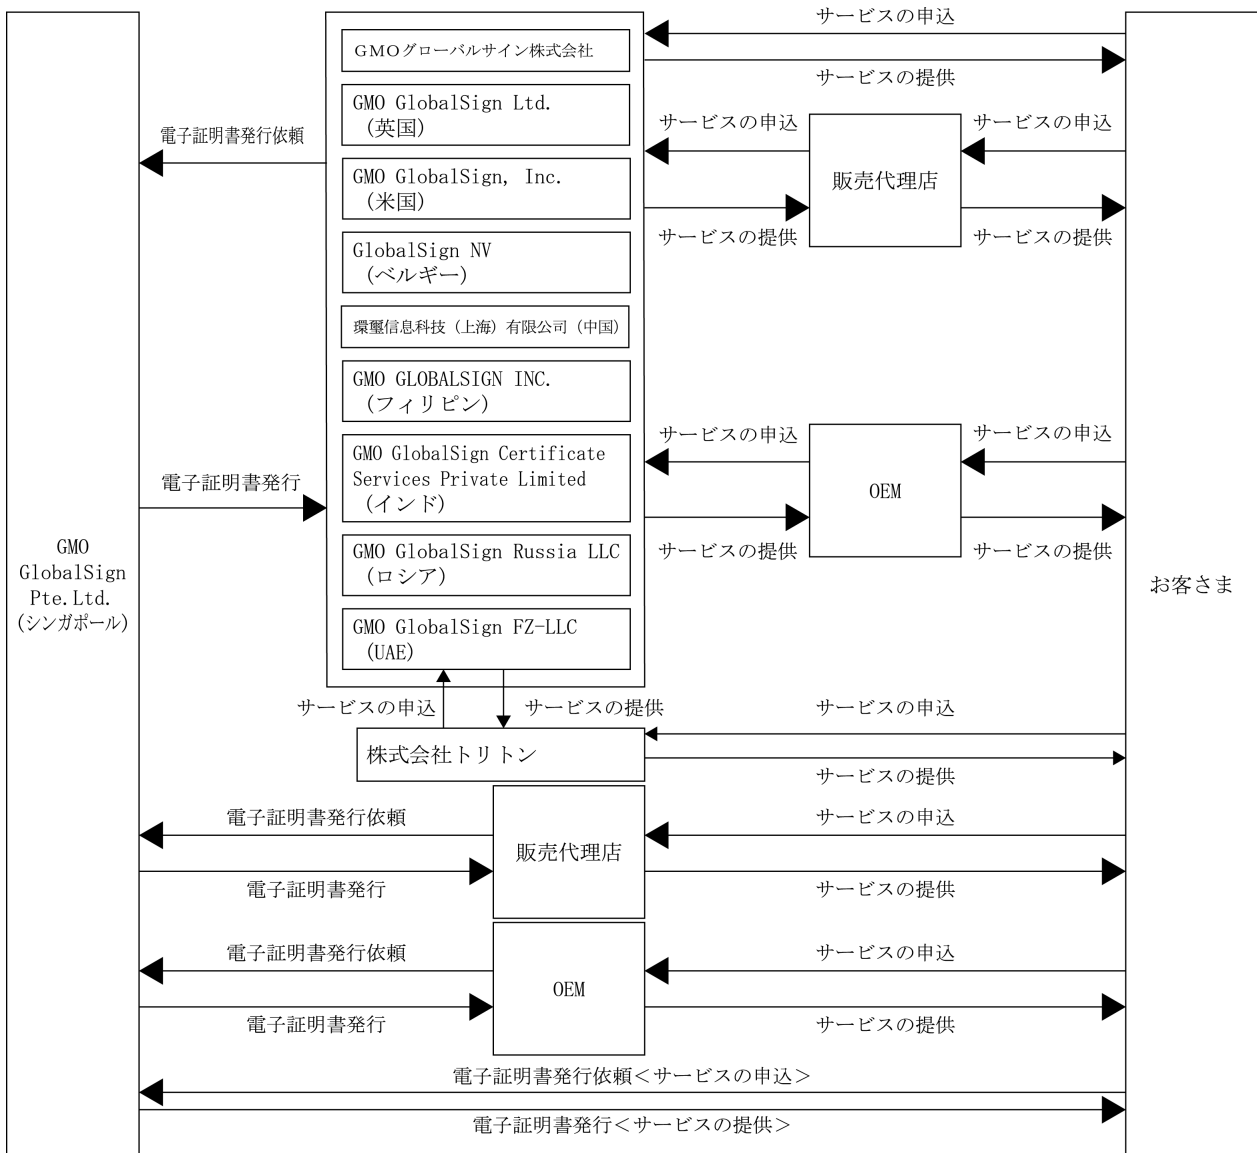 サービスの申込
GMOグローバルサイン株式会社
サービスの提供
GMO GlobalSign Ltd.
(英国)
電子証明書発行依頼
サービスの申込
サービスの申込
GMO GlobalSign, Inc.
(米国)
販売代理店
サービスの提供
サービスの提供
GlobalSign NV
(ベルギー)
環璽信息科技(上海)有限公司(中国)
GMO GLOBALSIGN INC.
(フィリピン)
サービスの申込
サービスの申込
GMO GlobalSign Certificate
Services Private Limited
(インド)
電子証明書発行
OEM
サービスの提供
サービスの提供
GMO GlobalSign Russia LLC
(ロシア)
GMO
GlobalSign
Pte.Ltd.
(シンガポール)
お客さま
GMO GlobalSign FZ-LLC
(UAE)
サービスの申込
サービスの提供
サービスの申込
株式会社トリトン
サービスの提供
電子証明書発行依頼
サービスの申込
販売代理店
電子証明書発行
サービスの提供
電子証明書発行依頼
サービスの申込
OEM
電子証明書発行
サービスの提供
電子証明書発行依頼<サービスの申込>
電子証明書発行<サービスの提供>